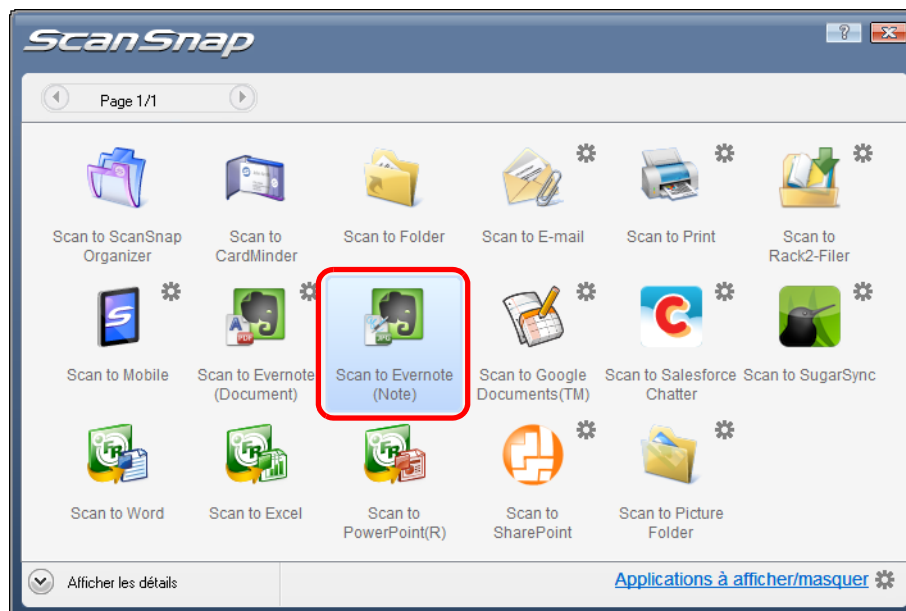 ScanSnap
?
Page 1/1
Scan to ScanSnap
Organizer
Scan to
CardMinder
Scan to Folder
Scan to E-mail
Scan to Print
Scan to
Rack2-Filer
Scan to Mobile
Scan to Evernote
(Document)
Scan to Evernote
(Note)
Scan to Google
Documents(TM)
Scan to Salesforce
Chatter
Scan to SugarSync
Scan to Word
Scan to Excel
Scan to
PowerPoint(R)
Scan to
SharePoint
Scan to Picture
Folder
Afficher les détails
Applications à afficher/masquer